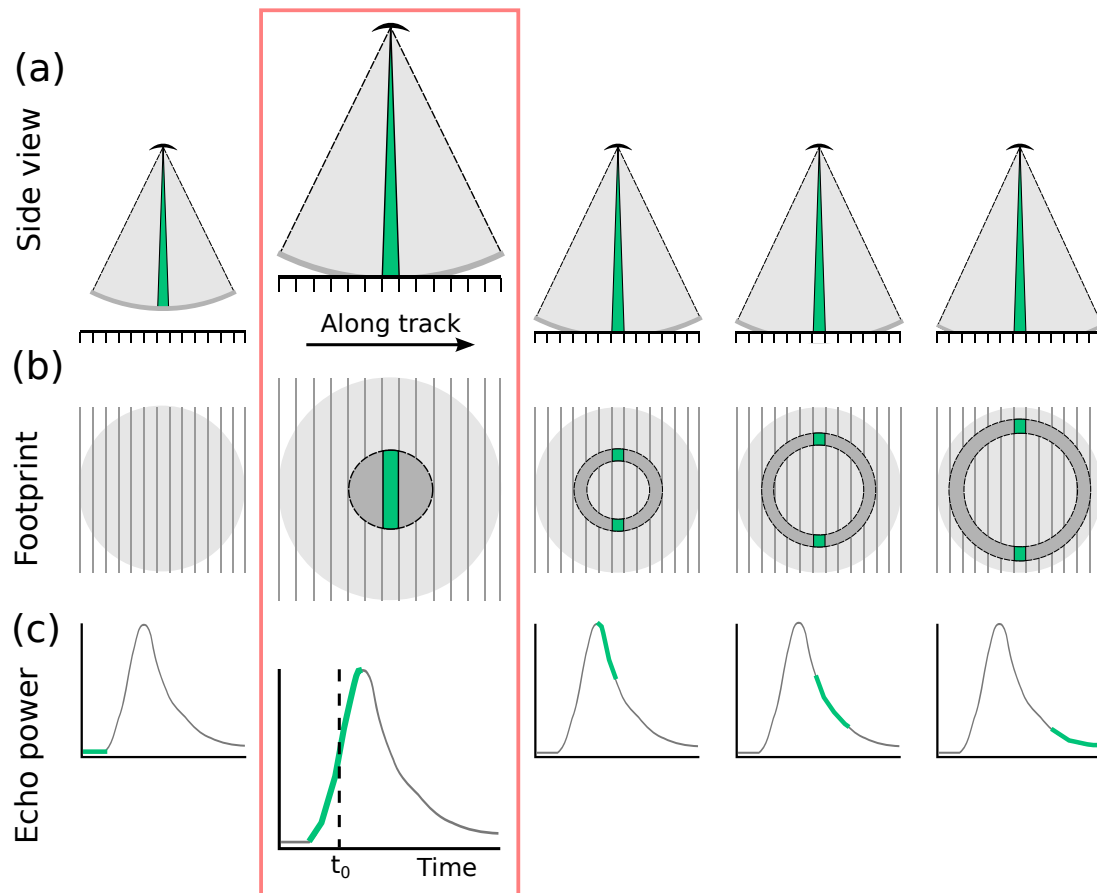 (a)
Side view
Along track
(b)
Footprint
(c)
Echo power
t₀
Time